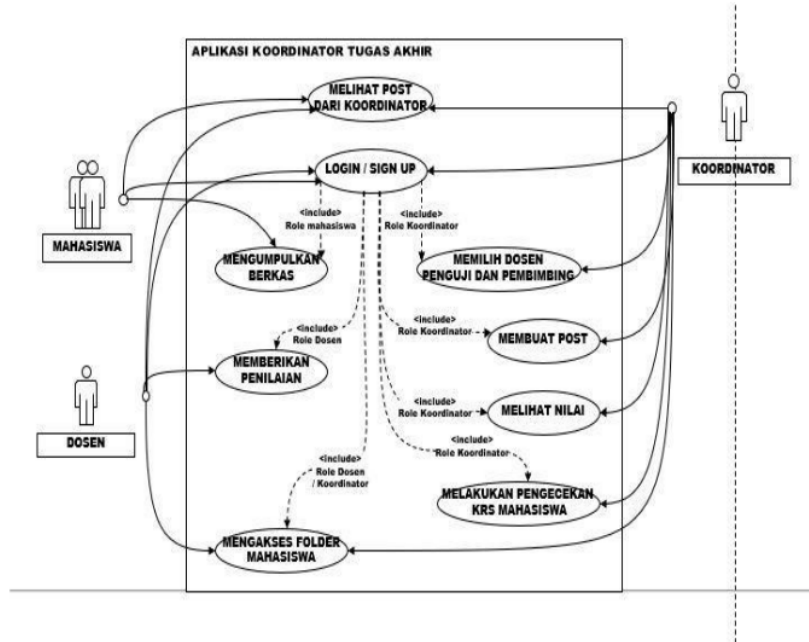 APLIKASI KOORDINATOR TUGAS AKHIR
MELIHAT POST
DARI KOORDINATOR
LOGIN / SIGN UP
KOORDINATOR
<include>
Role mahasiswa
<include>
Role Koordinator
MAHASISWA
MENGUMPULKAN
BERKAS
MEMILIH DOSEN
PENGUJI DAN PEMBIMBING
<include>
Role Dosen
<include>
Role Koordinator
MEMBUAT POST
MEMBERIKAN
PENILAIAN
<include>
Role Koordinator
MELIHAT NILAI
DOSEN
<include>
Role Dosen
/ Koordinator
<include>
Role Koordinator
MELAKUKAN PENGECEKAN
KRS MAHASISWA
MENGAKSES FOLDER
MAHASISWA